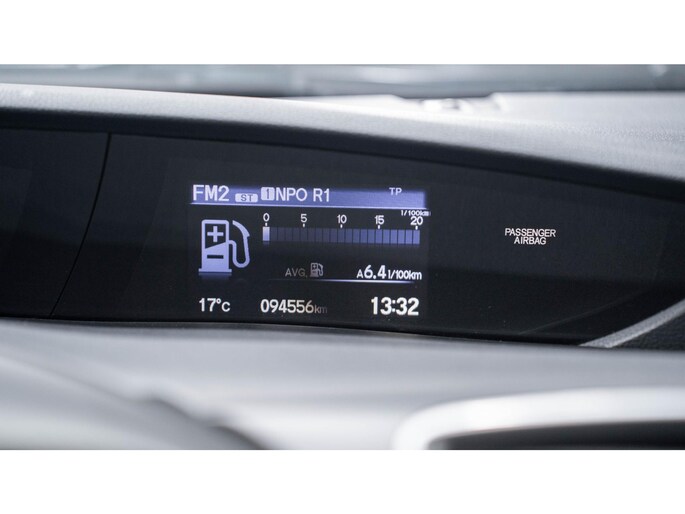 FM2 ST 1 NPO R1 TP
l/100km
0 5 10 15 20
AVG. A6.4 l/100km
17°C 094556km 13:32
PASSENGER
AIRBAG